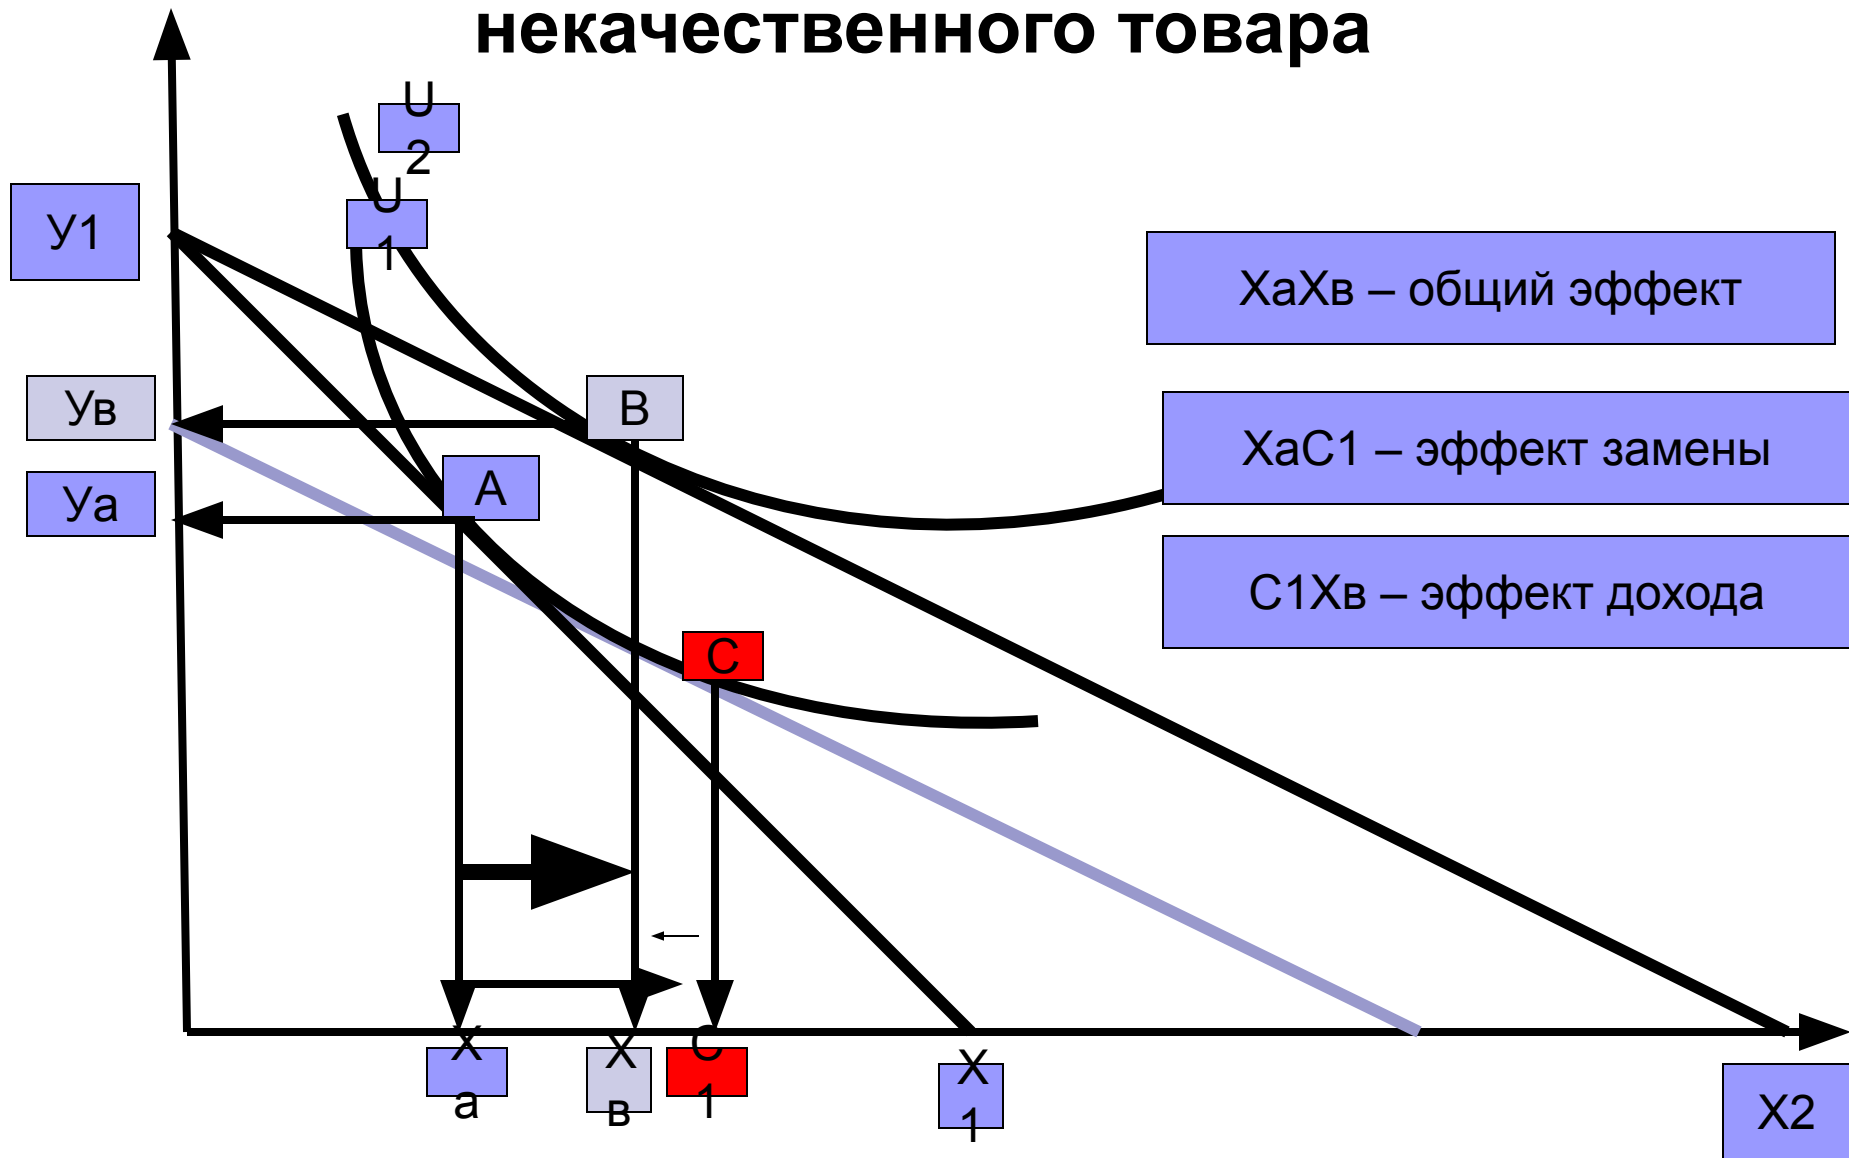 некачественного товара
U
2
U
1
У1
ХаХв – общий эффект
Ув
В
ХаС1 – эффект замены
Уа
А
С1Хв – эффект дохода
С
Х
а
Х
в
С
1
Х
1
Х2